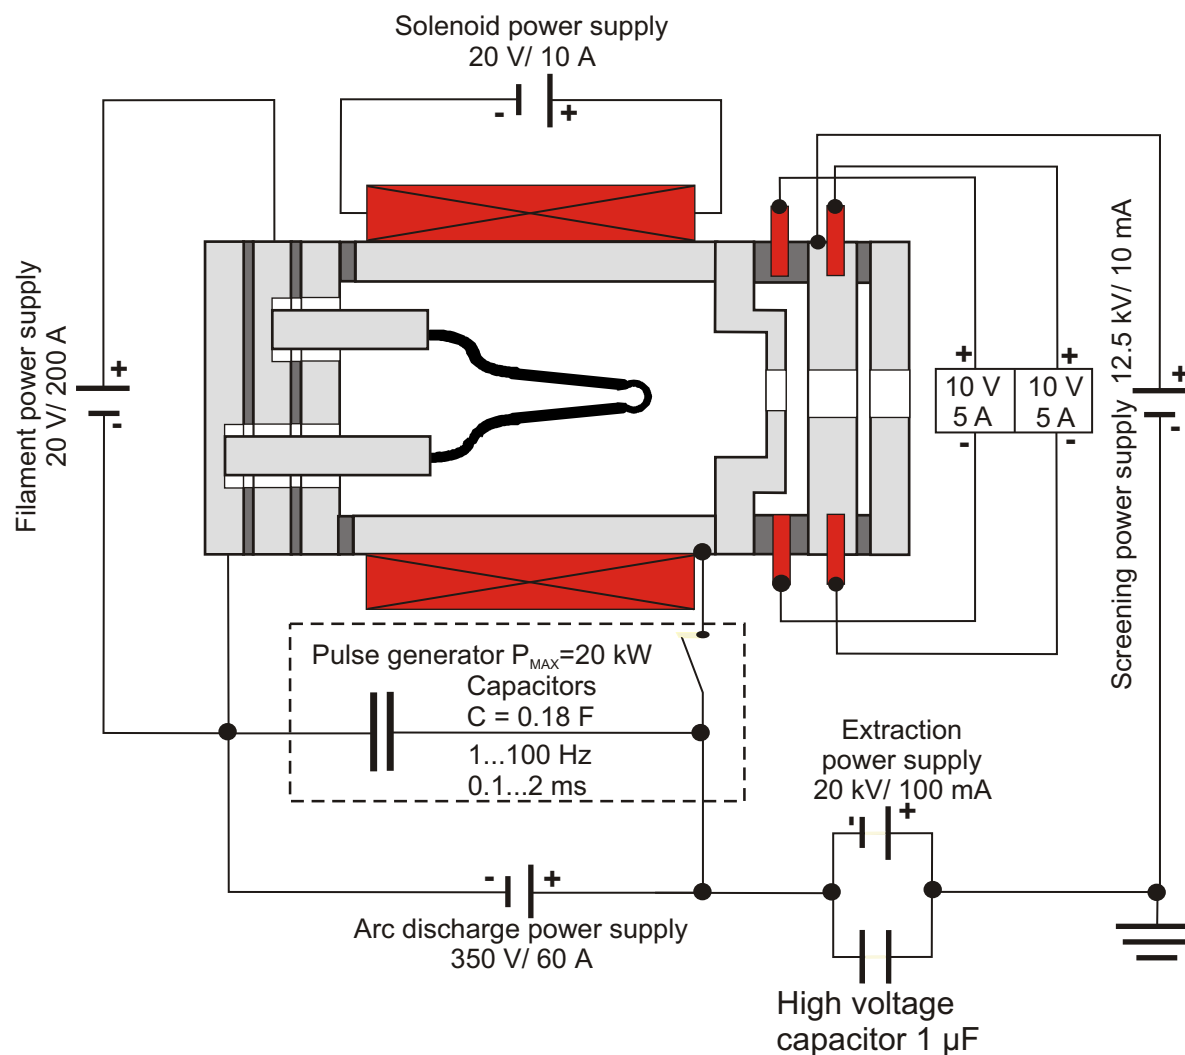 Solenoid power supply
20 V/ 10 A
- +
Filament power supply
20 V/ 200 A
+
-
+ +
10 V 10 V
5 A 5 A
- -
Screening power supply 12.5 kV/ 10 mA
+
-
Pulse generator PMAX=20 kW
Capacitors
C = 0.18 F
1...100 Hz
0.1...2 ms
Extraction
power supply
20 kV/ 100 mA
- +
- +
Arc discharge power supply
350 V/ 60 A
High voltage
capacitor 1 µF